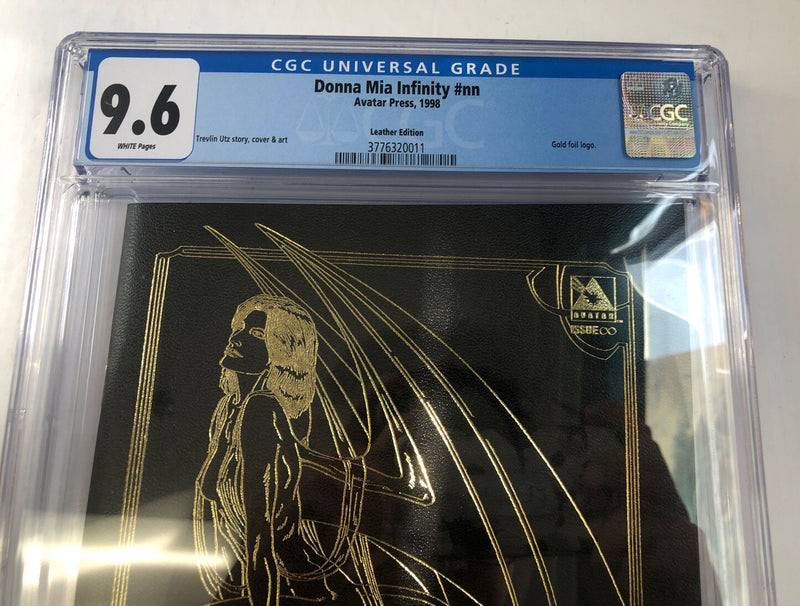 CGC UNIVERSAL GRADE
9.6
WHITE Pages
Donna Mia Infinity #nn
Avatar Press, 1998
Trevlin Utz story, cover & art
Leather Edition
3776320011
Gold foil logo.
CGC
CGC
AVATAR
ISSUE ∞